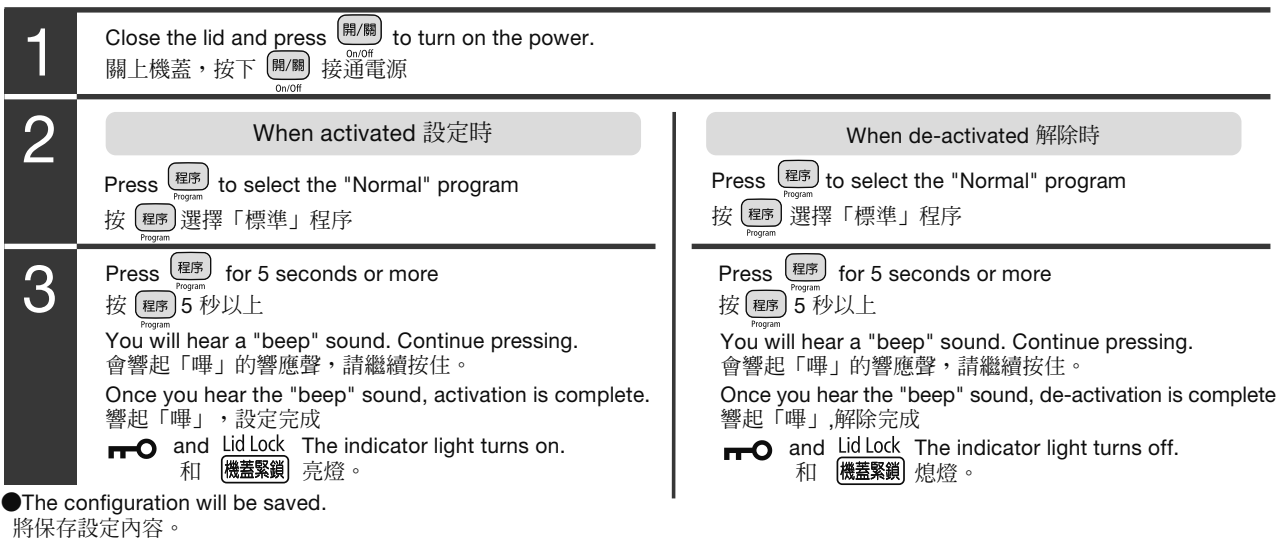 1
Close the lid and press 開/關 On/Off to turn on the power.
關上機蓋，按下 開/關 On/Off 接通電源
2
When activated 設定時
Press 程序 Program to select the "Normal" program
按 程序 Program 選擇「標準」程序
When de-activated 解除時
Press 程序 Program to select the "Normal" program
按 程序 Program 選擇「標準」程序
3
Press 程序 Program for 5 seconds or more
按 程序 Program 5 秒以上
You will hear a "beep" sound. Continue pressing.
會響起「嗶」的響應聲，請繼續按住。
Once you hear the "beep" sound, activation is complete.
響起「嗶」，設定完成
and Lid Lock The indicator light turns on.
和 機蓋緊鎖 亮燈。
Press 程序 Program for 5 seconds or more
按 程序 Program 5 秒以上
You will hear a "beep" sound. Continue pressing.
會響起「嗶」的響應聲，請繼續按住。
Once you hear the "beep" sound, de-activation is complete
響起「嗶」,解除完成
and Lid Lock The indicator light turns off.
和 機蓋緊鎖 熄燈。
●The configuration will be saved.
將保存設定內容。